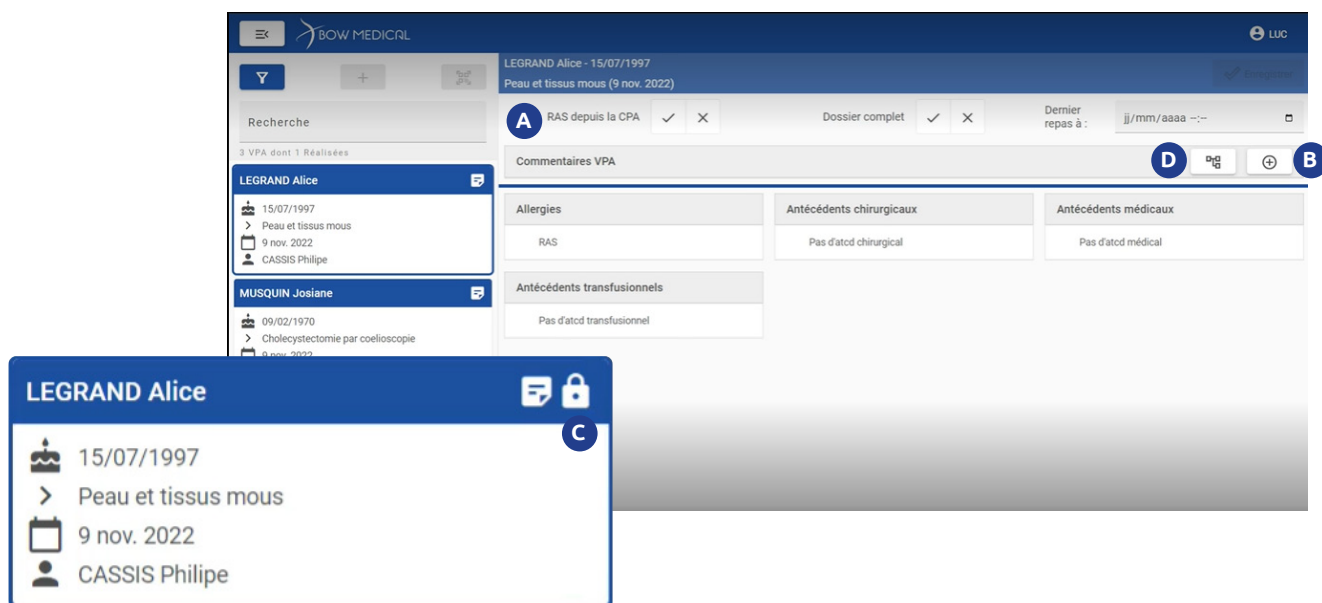 BOW MEDICAL
LUC
LEGRAND Alice - 15/07/1997
Peau et tissus mous (9 nov. 2022)
Enregistrer
Recherche
3 VPA dont 1 Réalisées
A
RAS depuis la CPA
Dossier complet
Dernier
repas à :
jj/mm/aaaa --:--
Commentaires VPA
D
B
LEGRAND Alice
15/07/1997
Peau et tissus mous
9 nov. 2022
CASSIS Philipe
MUSQUIN Josiane
09/02/1970
Cholecystectomie par coelioscopie
9 nov. 2022
Allergies
RAS
Antécédents chirurgicaux
Pas d'atcd chirurgical
Antécédents médicaux
Pas d'atcd médical
Antécédents transfusionnels
Pas d'atcd transfusionnel
LEGRAND Alice
C
15/07/1997
Peau et tissus mous
9 nov. 2022
CASSIS Philipe